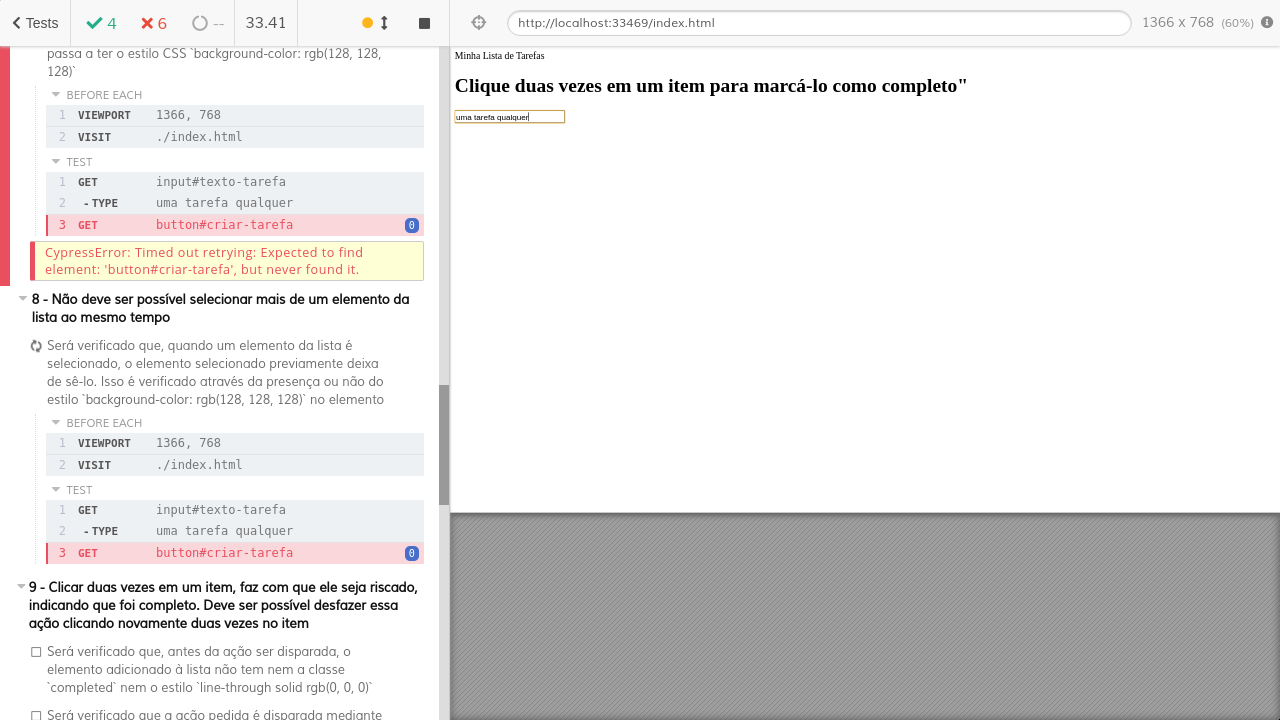 Tests
4
6
--
33.41
http://localhost:33469/index.html
1366 x 768 (60%)
passa a ter o estilo CSS `background-color: rgb(128, 128,
128)`
BEFORE EACH
1 VIEWPORT 1366, 768
2 VISIT ./index.html
TEST
1 GET input#texto-tarefa
2 - TYPE uma tarefa qualquer
3 GET button#criar-tarefa 0
CypressError: Timed out retrying: Expected to find
element: 'button#criar-tarefa', but never found it.
8 - Não deve ser possível selecionar mais de um elemento da
lista ao mesmo tempo
Será verificado que, quando um elemento da lista é
selecionado, o elemento selecionado previamente deixa
de sê-lo. Isso é verificado através da presença ou não do
estilo `background-color: rgb(128, 128, 128)` no elemento
BEFORE EACH
1 VIEWPORT 1366, 768
2 VISIT ./index.html
TEST
1 GET input#texto-tarefa
2 - TYPE uma tarefa qualquer
3 GET button#criar-tarefa 0
9 - Clicar duas vezes em um item, faz com que ele seja riscado,
indicando que foi completo. Deve ser possível desfazer essa
ação clicando novamente duas vezes no item
Será verificado que, antes da ação ser disparada, o
elemento adicionado à lista não tem nem a classe
`completed` nem o estilo `line-through solid rgb(0, 0, 0)`
Será verificado que a ação pedida é disparada mediante
Minha Lista de Tarefas
Clique duas vezes em um item para marcá-lo como completo"
uma tarefa qualquer